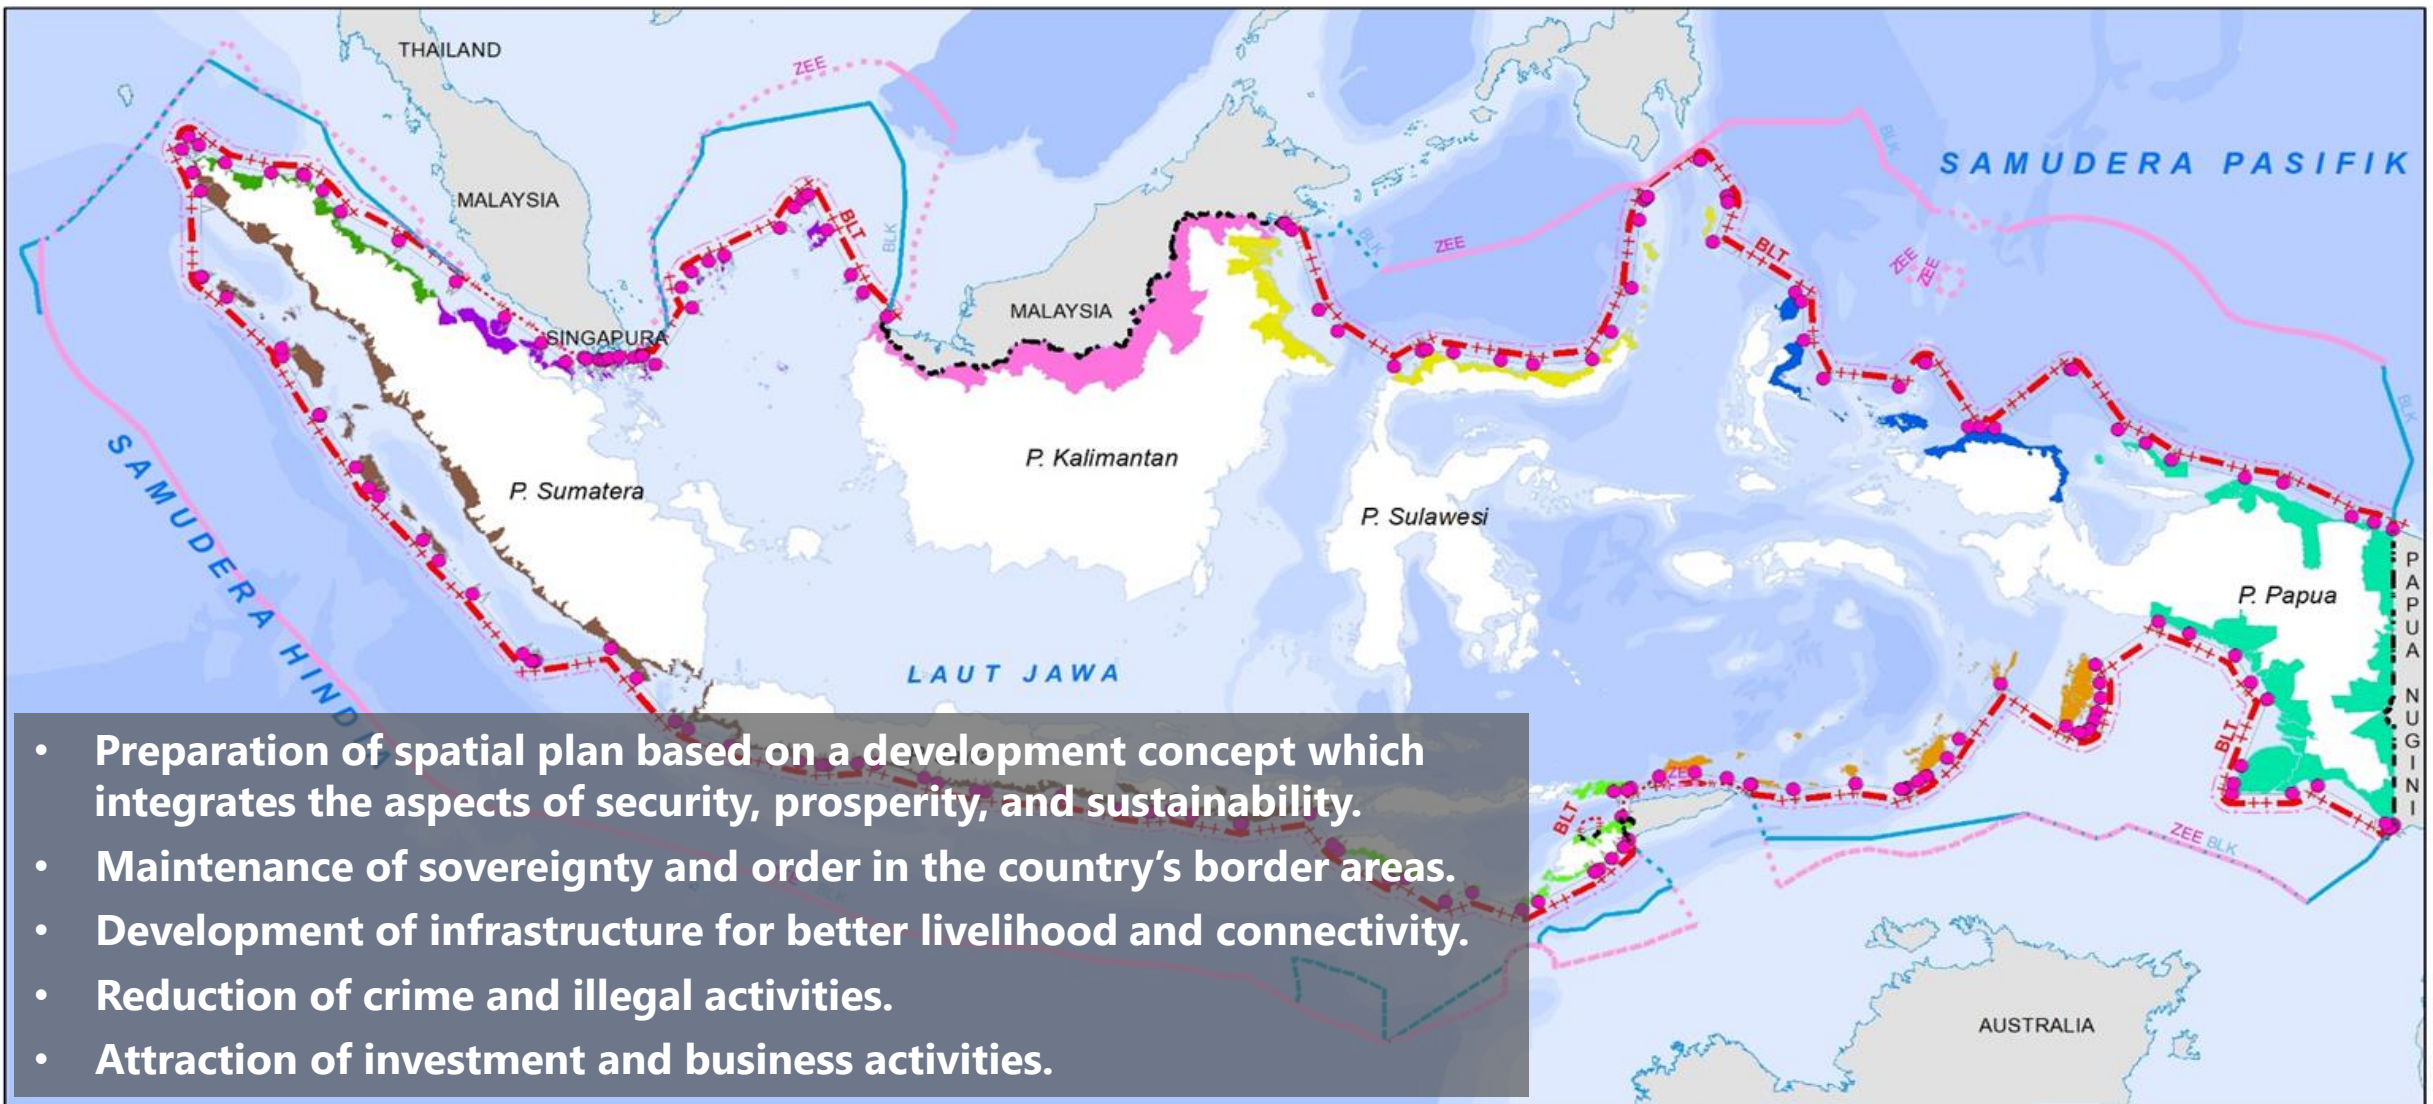 THAILAND
ZEE
MALAYSIA
SAMUDERA PASIFIK
BLK
BLT
BLK
BLK
ZEE
BLT
ZEE
ZEE
MALAYSIA
SINGAPURA
BLK
P. Kalimantan
P. Sumatera
P. Sulawesi
P. Papua
PAPUA NUGINI
SAMUDERA HINDIA
LAUT JAWA
BLT
BLT
ZEE BLK
AUSTRALIA
• Preparation of spatial plan based on a development concept which
integrates the aspects of security, prosperity, and sustainability.
• Maintenance of sovereignty and order in the country’s border areas.
• Development of infrastructure for better livelihood and connectivity.
• Reduction of crime and illegal activities.
• Attraction of investment and business activities.